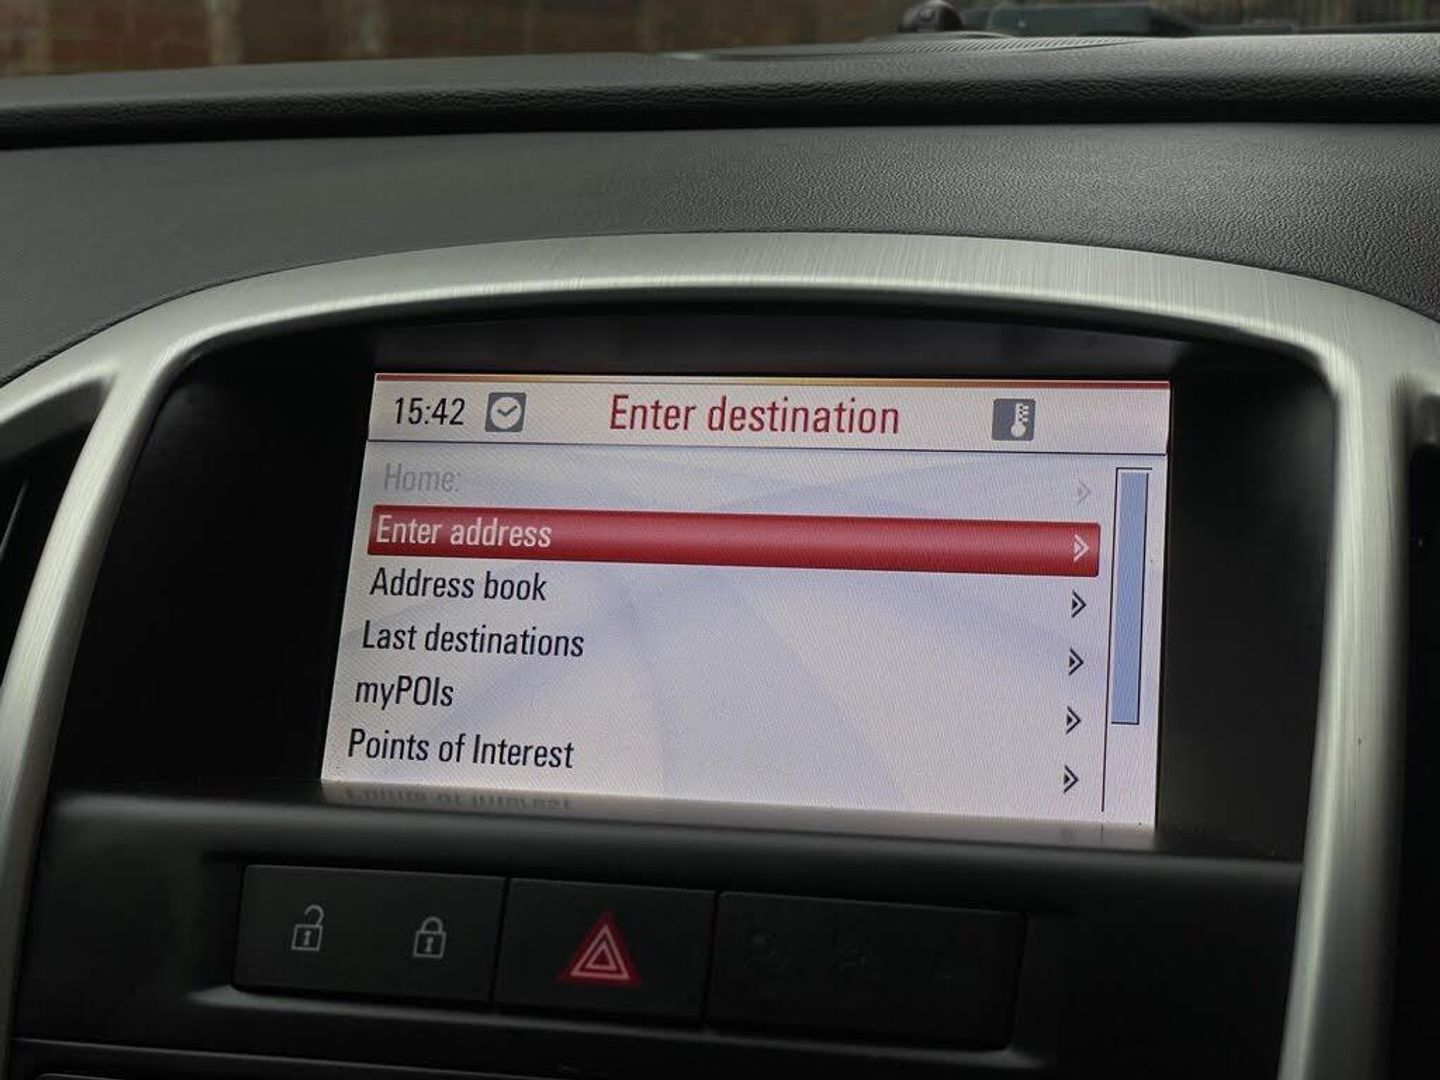 15:42 Enter destination
Home:
Enter address
Address book
Last destinations
myPOIs
Points of Interest